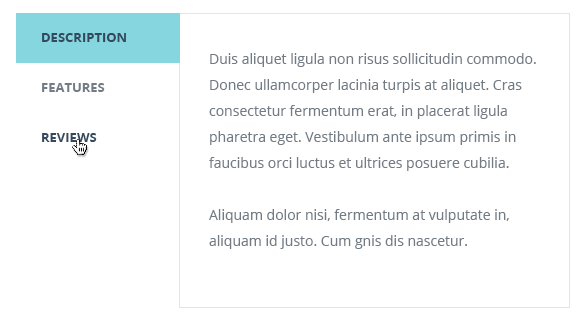 DESCRIPTION
FEATURES
REVIEWS
Duis aliquet ligula non risus sollicitudin commodo.
Donec ullamcorper lacinia turpis at aliquet. Cras
consectetur fermentum erat, in placerat ligula
pharetra eget. Vestibulum ante ipsum primis in
faucibus orci luctus et ultrices posuere cubilia.
Aliquam dolor nisi, fermentum at vulputate in,
aliquam id justo. Cum gnis dis nascetur.